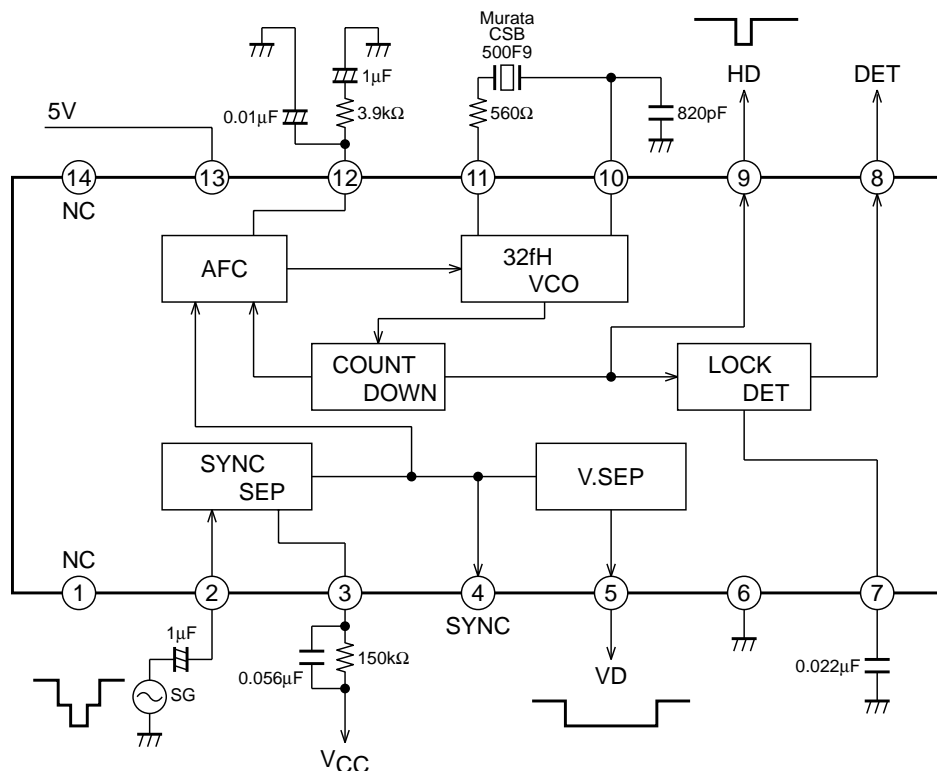 Murata
CSB
500F9
HD
DET
5V
0.01µF
1µF
3.9kΩ
560Ω
820pF
14
13
12
11
10
9
8
NC
AFC
32fH
VCO
COUNT
DOWN
LOCK
DET
SYNC
SEP
V.SEP
NC
1
2
3
4
5
6
7
SYNC
1µF
SG
0.056µF
150kΩ
VD
0.022µF
VCC